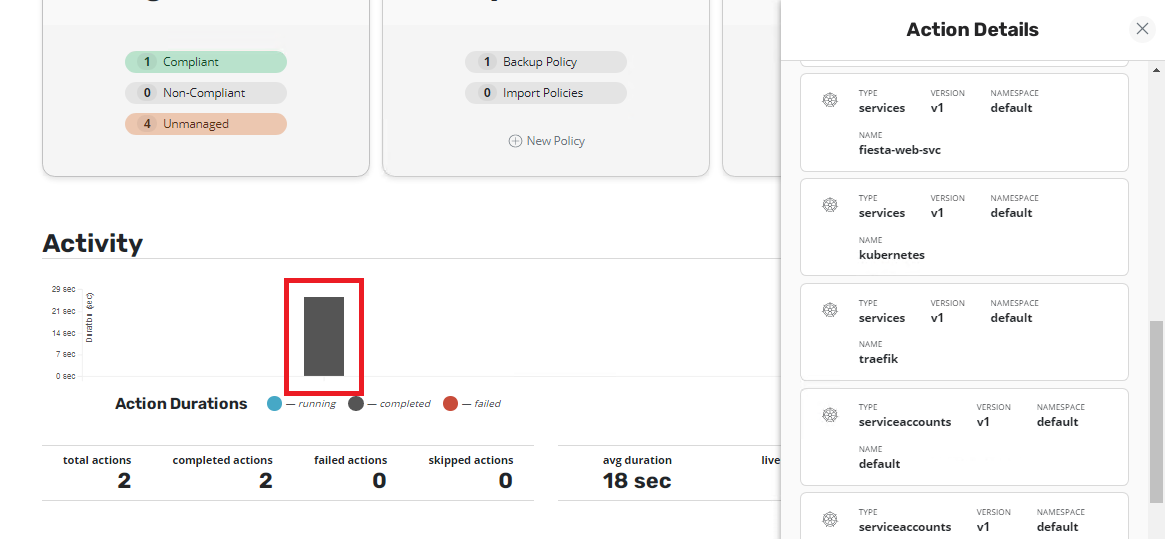 1 Compliant
0 Non-Compliant
4 Unmanaged
1 Backup Policy
0 Import Policies
New Policy
Activity
29 sec
21 sec
14 sec
7 sec
0 sec
Duration (sec)
Action Durations — running — completed — failed
total actions completed actions failed actions skipped actions
2 2 0 0
avg duration live
18 sec
Action Details
TYPE VERSION NAMESPACE
services v1 default
NAME
fiesta-web-svc
TYPE VERSION NAMESPACE
services v1 default
NAME
kubernetes
TYPE VERSION NAMESPACE
services v1 default
NAME
traefik
TYPE VERSION NAMESPACE
serviceaccounts v1 default
NAME
default
TYPE VERSION NAMESPACE
serviceaccounts v1 default